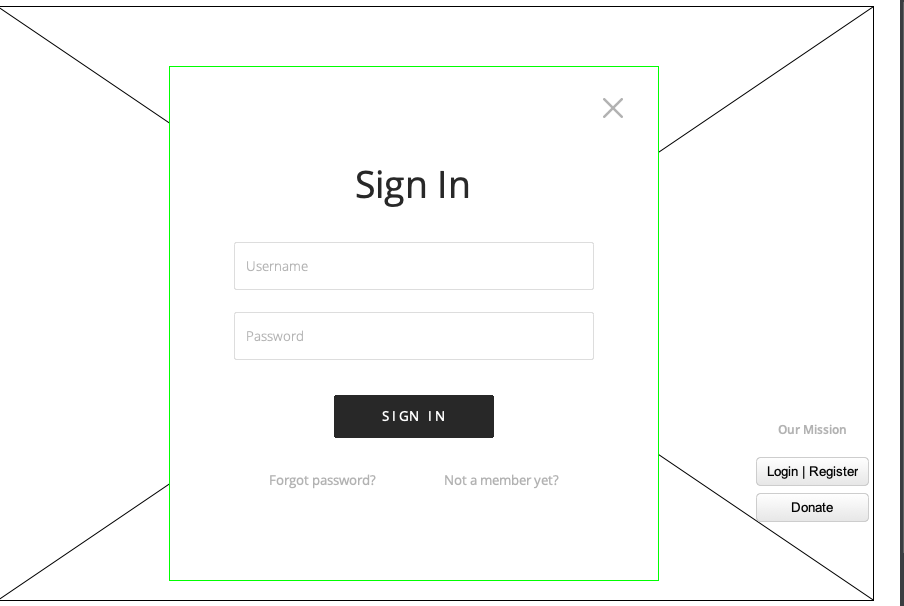 Sign In
Username
Password
SIGN IN
Forgot password?
Not a member yet?
Our Mission
Login | Register
Donate